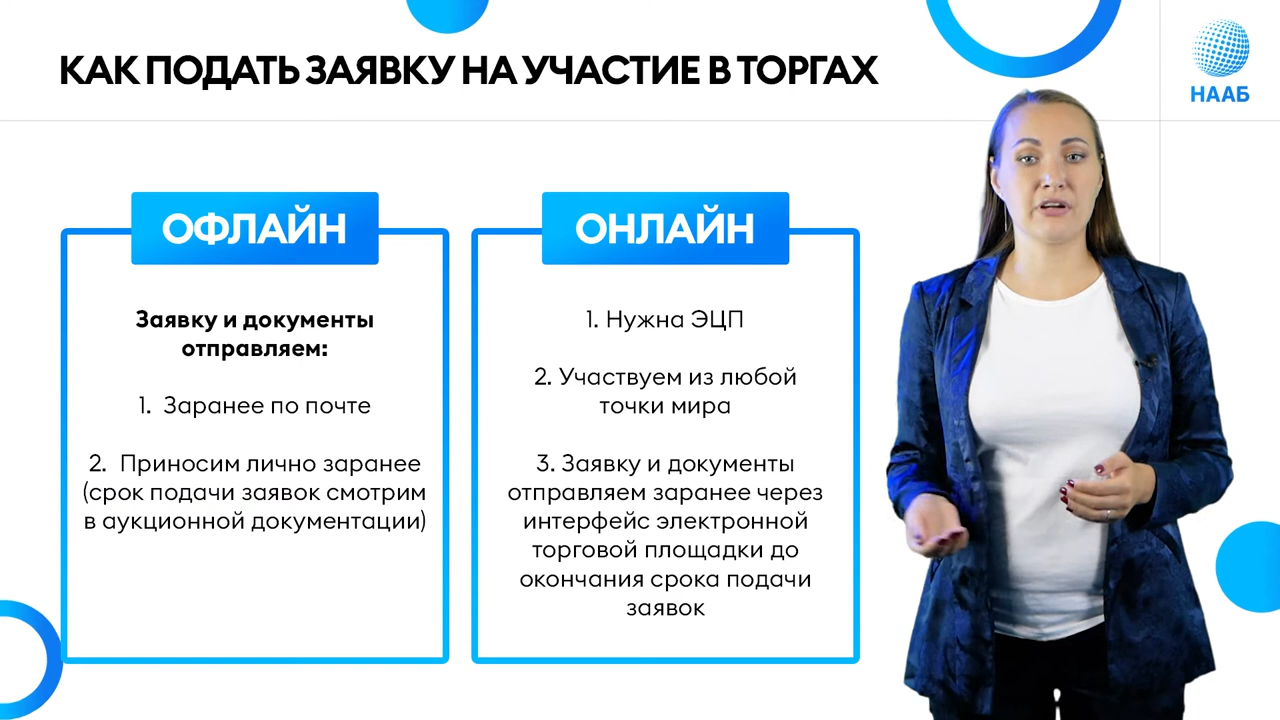 КАК ПОДАТЬ ЗАЯВКУ НА УЧАСТИЕ В ТОРГАХ
НААБ
ОФЛАЙН
Заявку и документы
отправляем:
1. Заранее по почте
2. Приносим лично заранее
(срок подачи заявок смотрим
в аукционной документации)
ОНЛАЙН
1. Нужна ЭЦП
2. Участвуем из любой
точки мира
3. Заявку и документы
отправляем заранее через
интерфейс электронной
торговой площадки до
окончания срока подачи
заявок